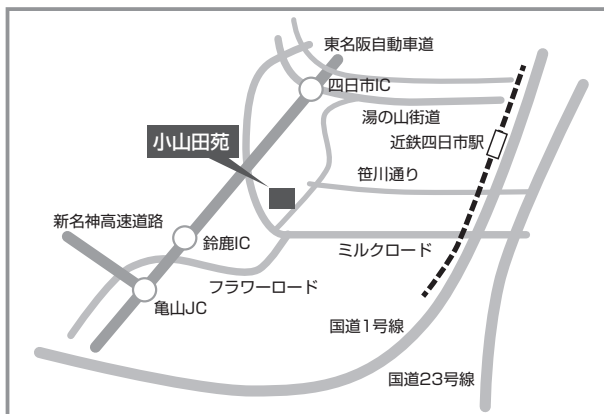 東名阪自動車道
四日市IC
湯の山街道
小山田苑
近鉄四日市駅
笹川通り
新名神高速道路
鈴鹿IC
ミルクロード
フラワーロード
亀山JC
国道1号線
国道23号線